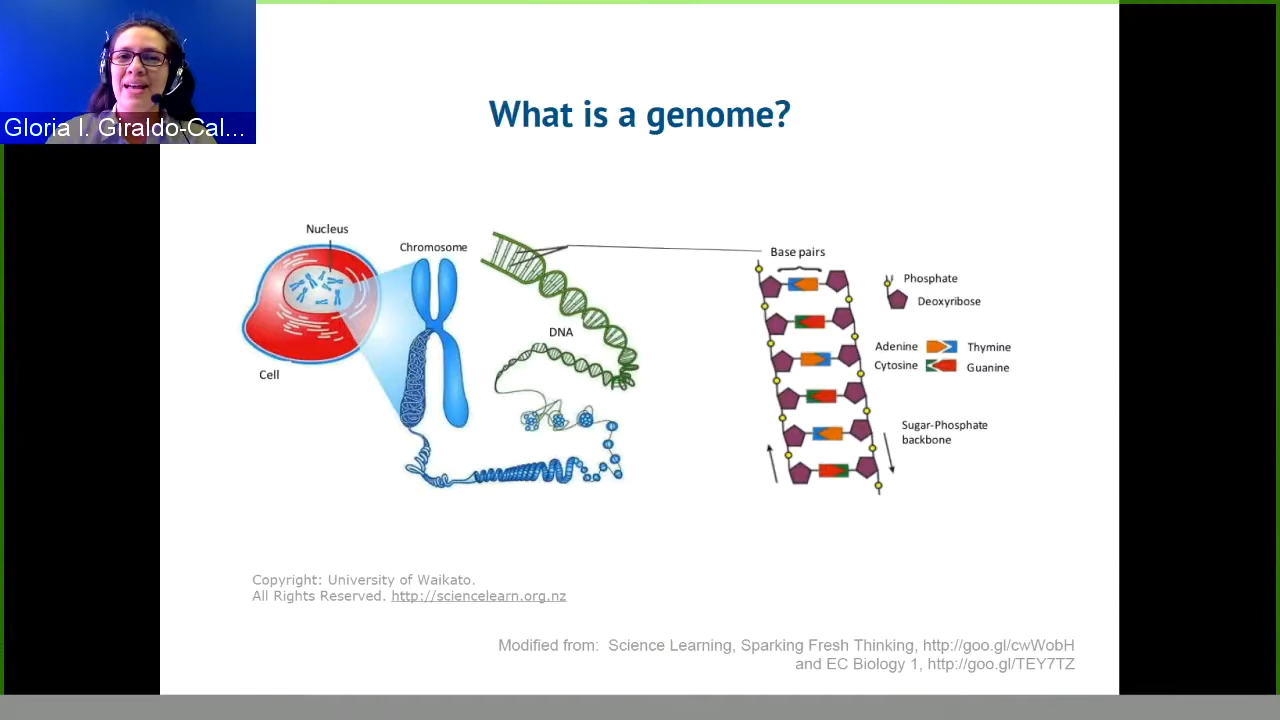 Gloria I. Giraldo-Cal...
What is a genome?
Nucleus
Chromosome
Cell
DNA
Base pairs
Phosphate
Deoxyribose
Adenine Thymine
Cytosine Guanine
Sugar-Phosphate
backbone
Copyright: University of Waikato.
All Rights Reserved. http://sciencelearn.org.nz
Modified from:  Science Learning, Sparking Fresh Thinking, http://goo.gl/cwWobH
and EC Biology 1, http://goo.gl/TEY7TZ